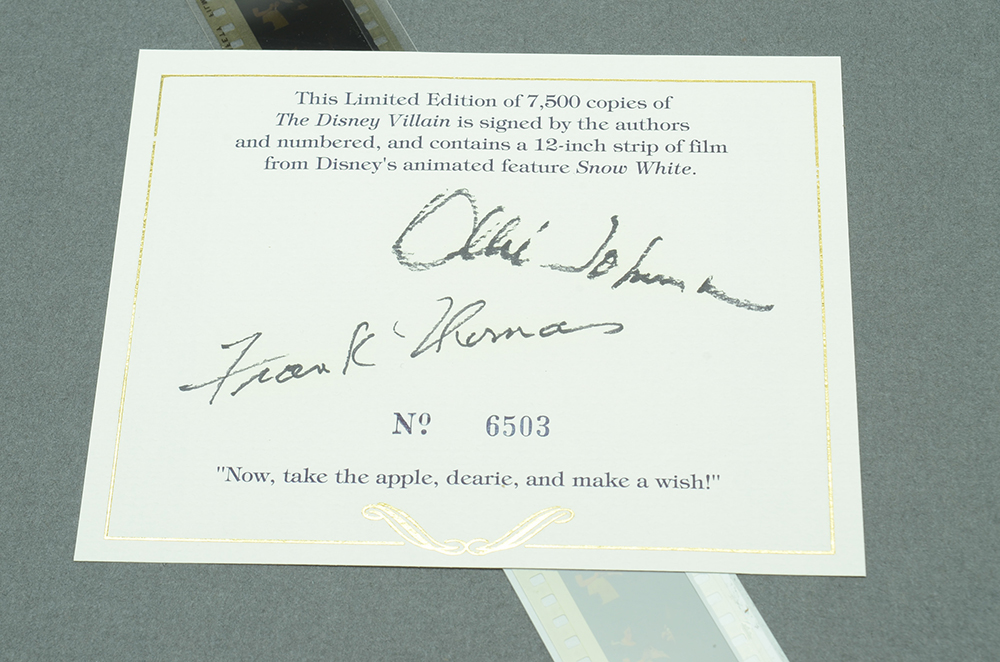 This Limited Edition of 7,500 copies of
The Disney Villain is signed by the authors
and numbered, and contains a 12-inch strip of film
from Disney's animated feature Snow White.
Ollie Johnston
Frank Thomas
Nº 6503
"Now, take the apple, dearie, and make a wish!"